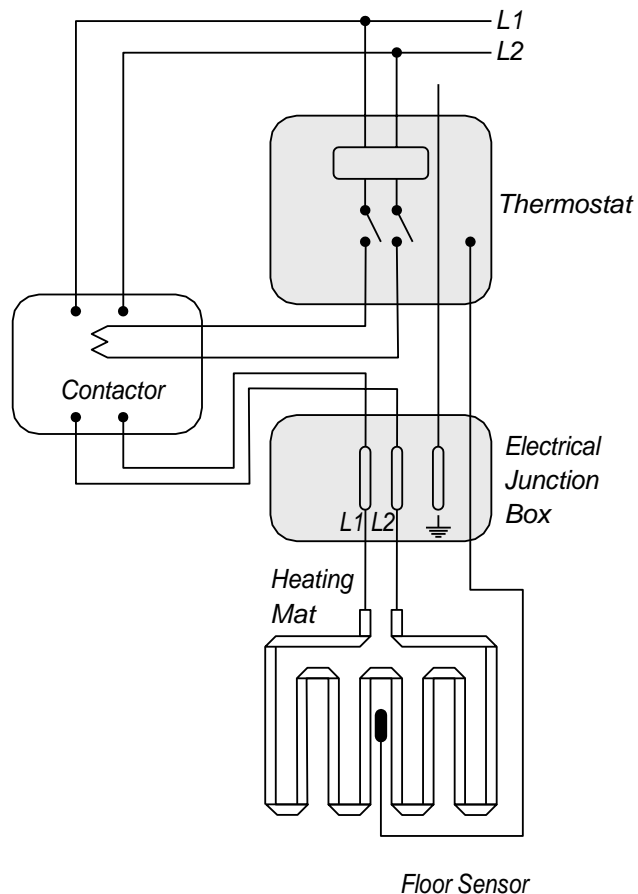 L1
L2
Thermostat
Contactor
Electrical
Junction
Box
L1 L2
Heating
Mat
Floor Sensor